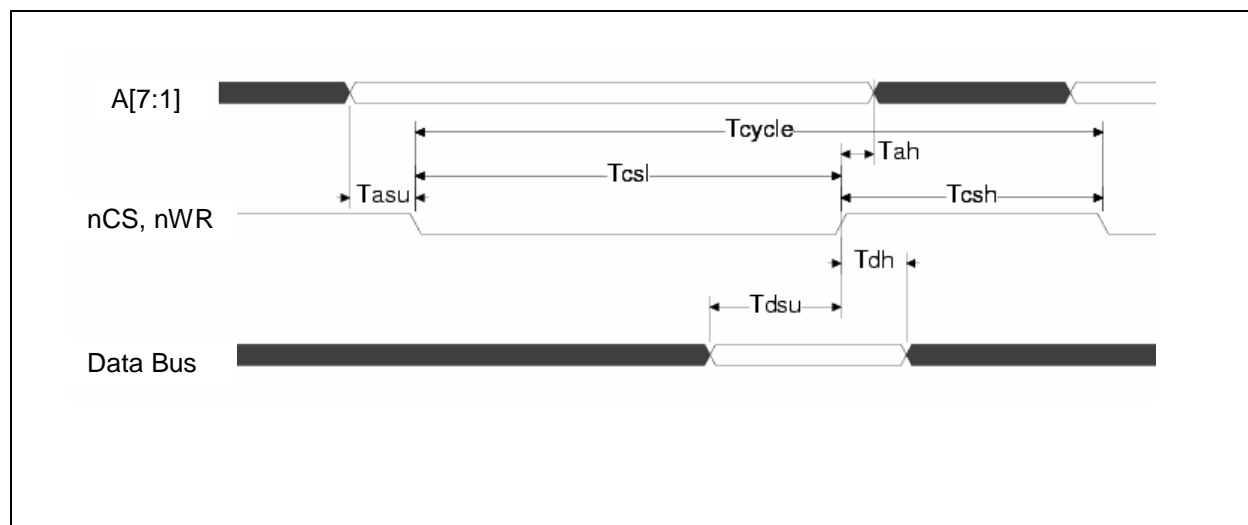 A[7:1]
Tcycle
Tah
Tcsl
Tasu
Tcsh
nCS, nWR
Tdh
Tdsu
Data Bus